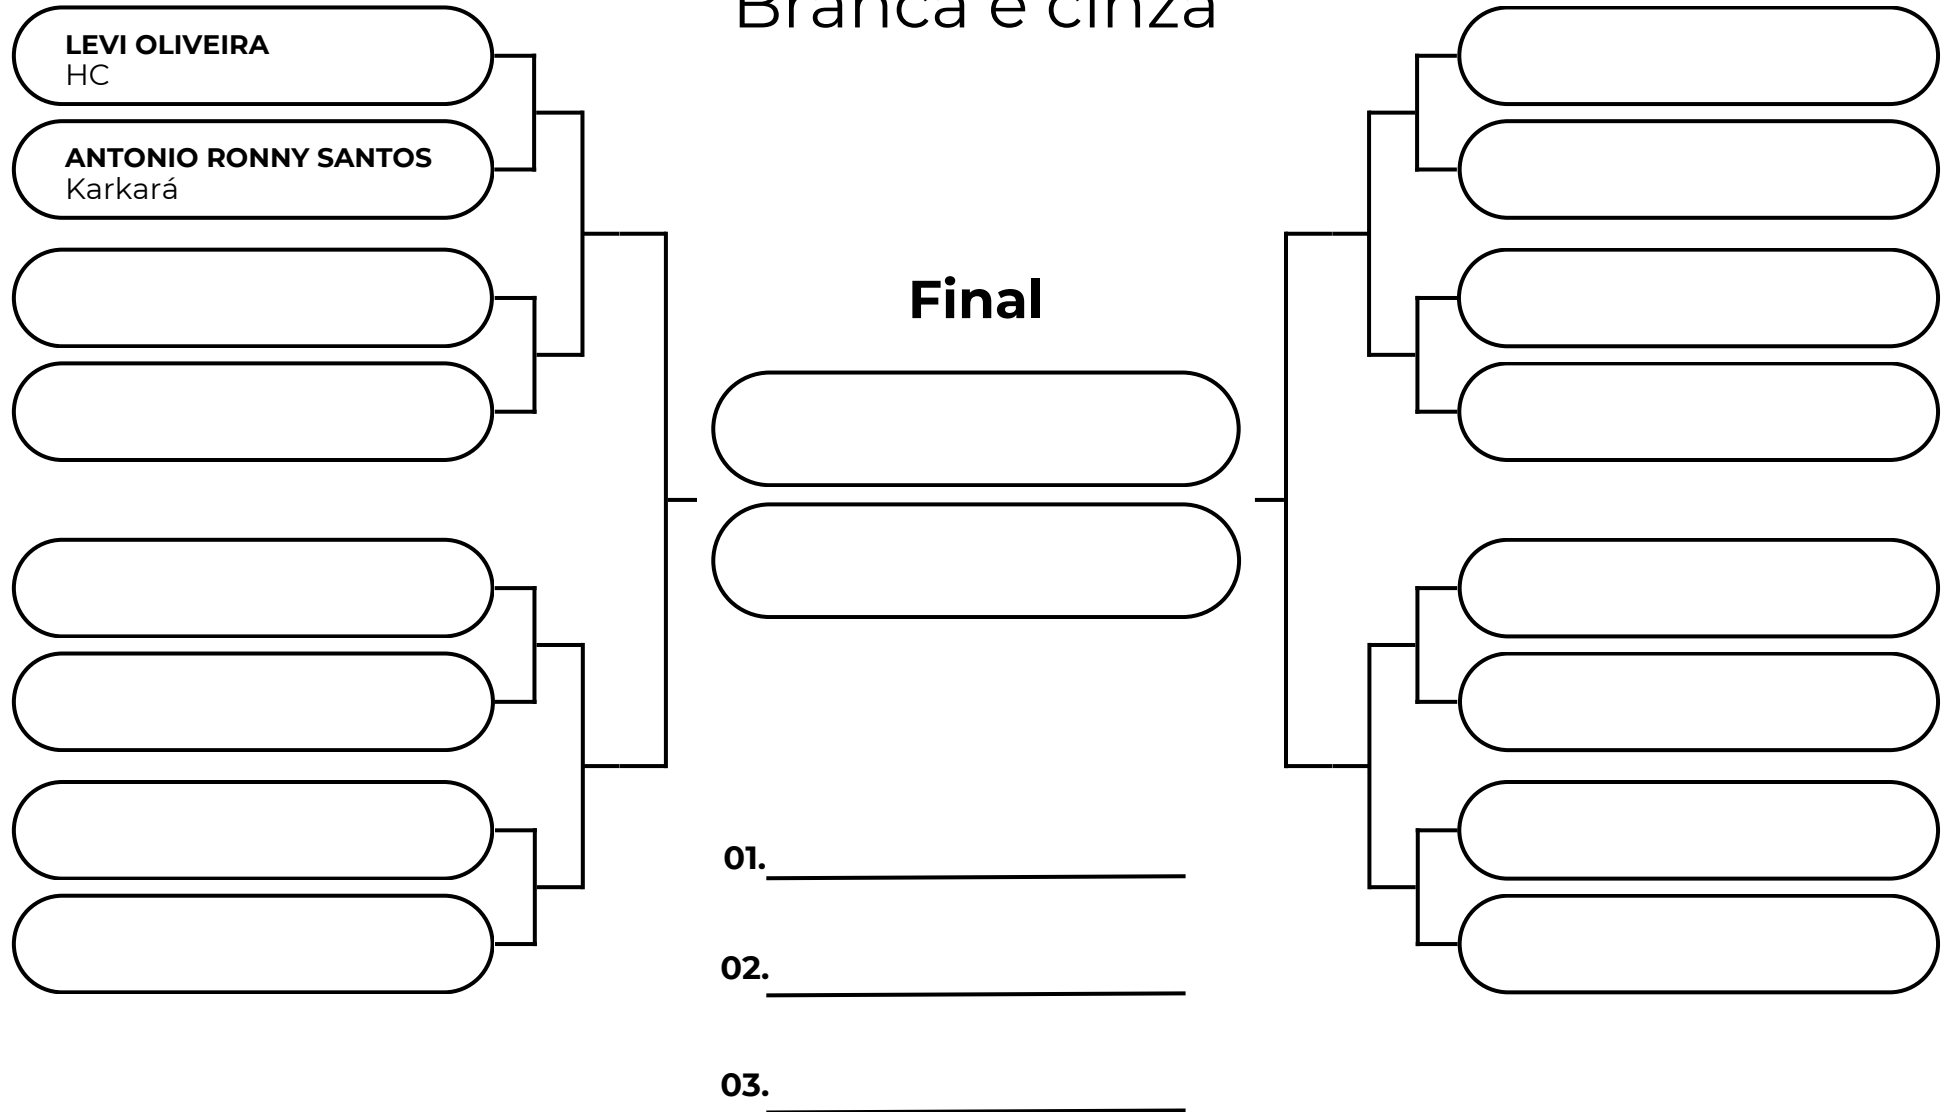 Branca e cinza
LEVI OLIVEIRA
HC
ANTONIO RONNY SANTOS
Karkará
Final
01.
02.
03.